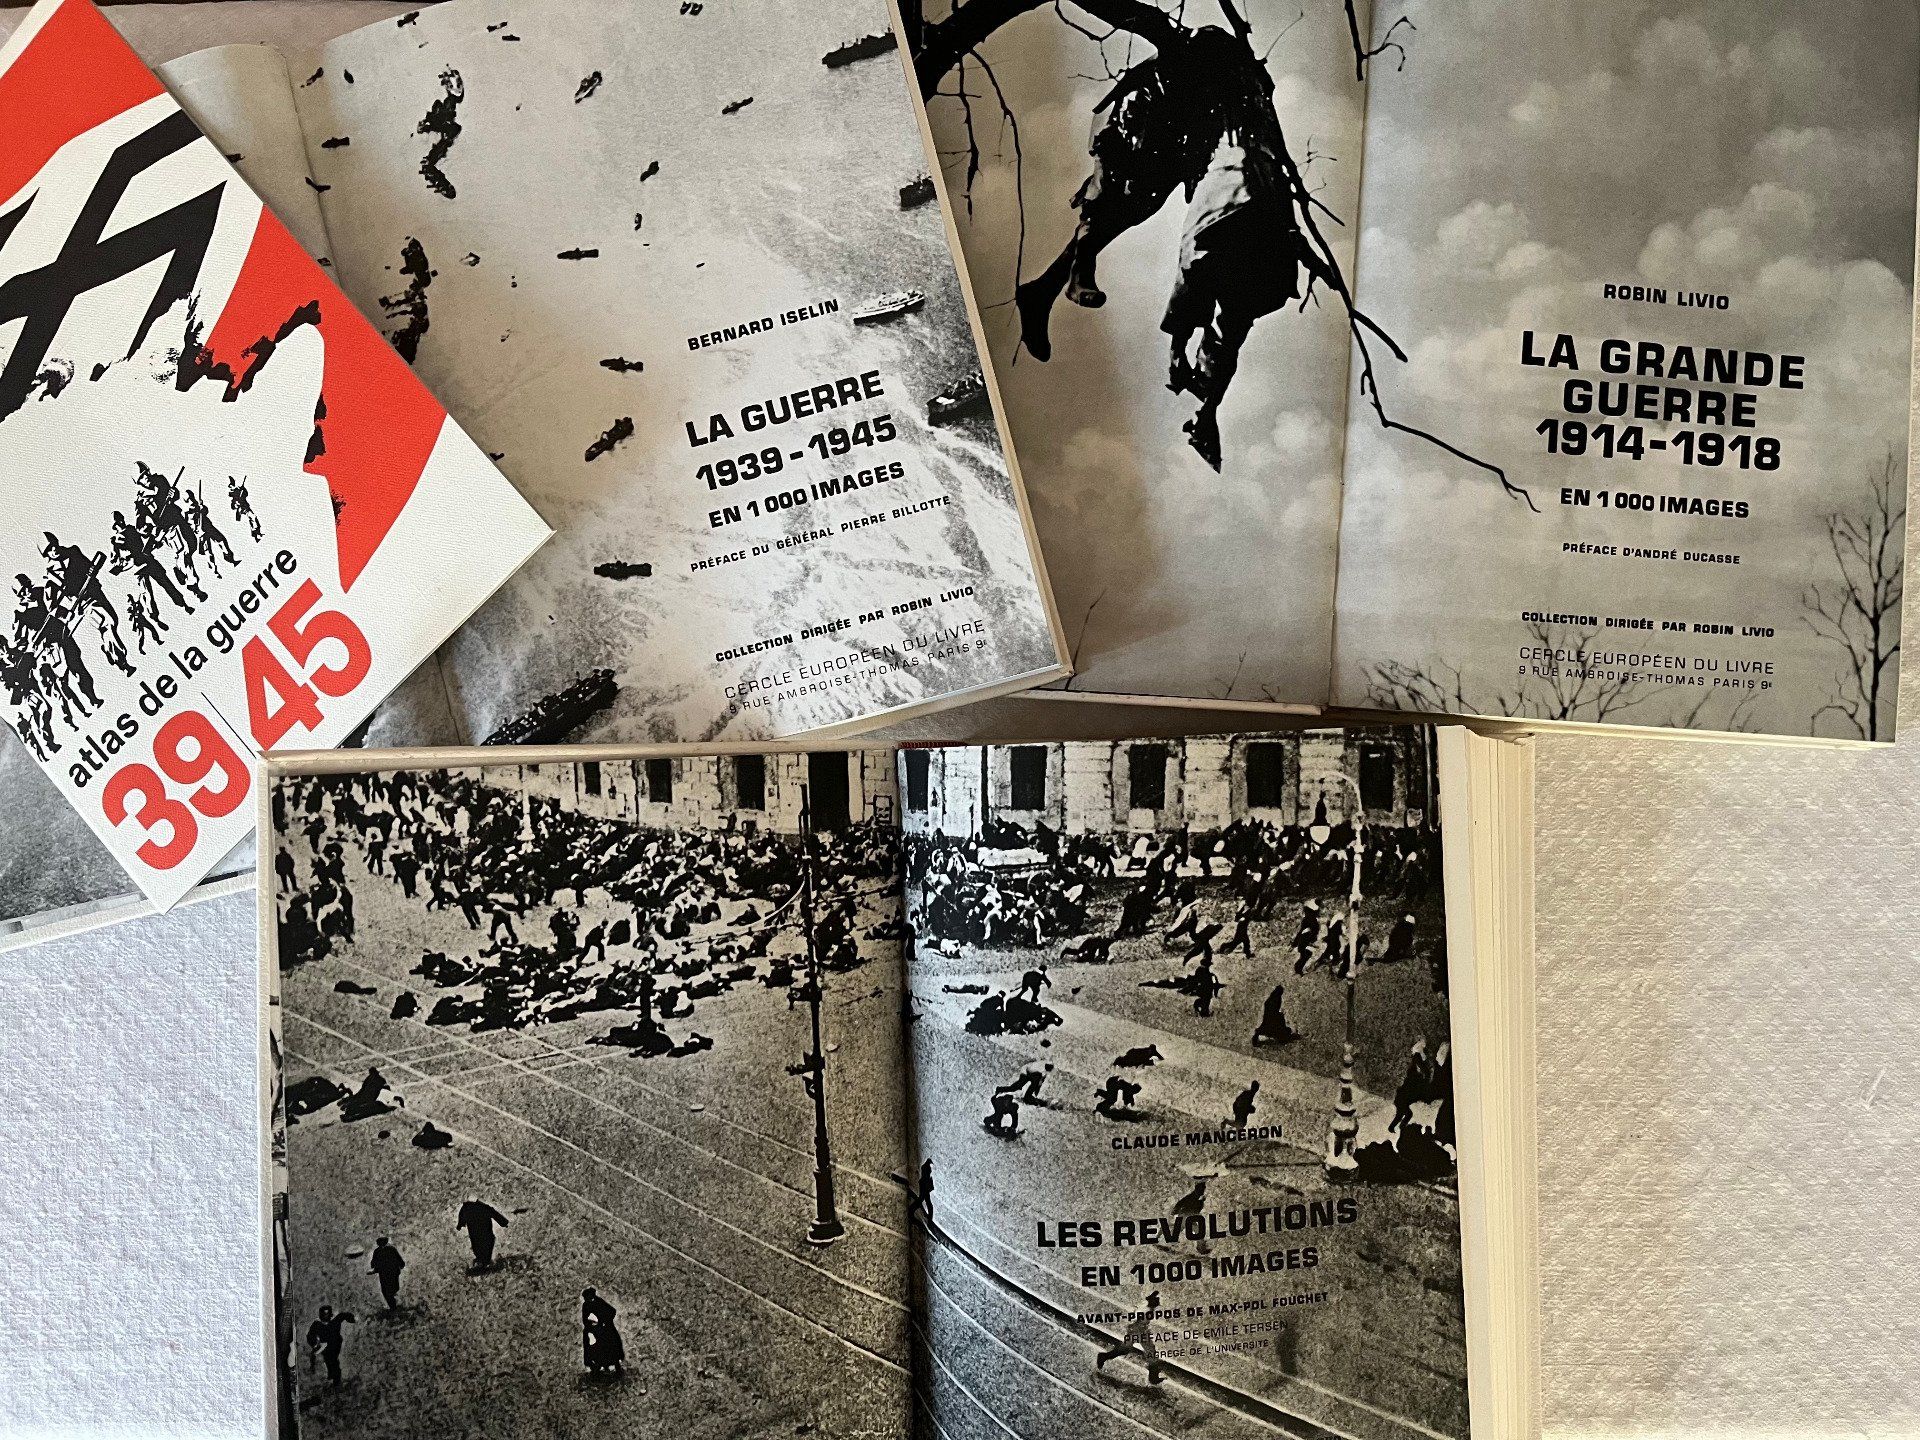 atlas de la guerre
39 45
BERNARD ISELIN
LA GUERRE
1939-1945
EN 1 000 IMAGES
PRÉFACE DU GÉNÉRAL PIERRE BILLOTTE
COLLECTION DIRIGÉE PAR ROBIN LIVIO
CERCLE EUROPÉEN DU LIVRE
9 RUE AMBROISE-THOMAS PARIS 9ᵉ
ROBIN LIVIO
LA GRANDE
GUERRE
1914-1918
EN 1 000 IMAGES
PRÉFACE D'ANDRÉ DUCASSE
COLLECTION DIRIGÉE PAR ROBIN LIVIO
CERCLE EUROPÉEN DU LIVRE
9 RUE AMBROISE-THOMAS PARIS 9ᵉ
CLAUDE MANCERON
LES REVOLUTIONS
EN 1000 IMAGES
AVANT-PROPOS DE MAX-POL FOUCHET
PREFACE DE EMILE TERSEN
AGREGE DE L'UNIVERSITE